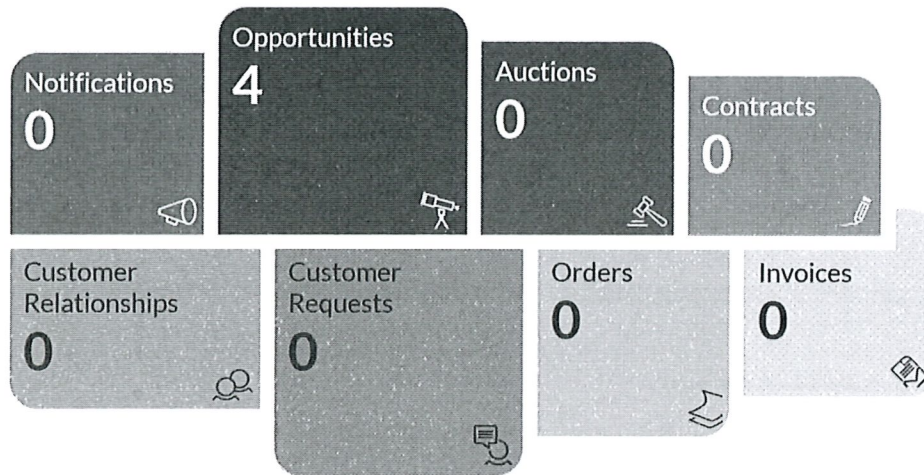 Notifications
0
Opportunities
4
Auctions
0
Contracts
0
Customer
Relationships
0
Customer
Requests
0
Orders
0
Invoices
0